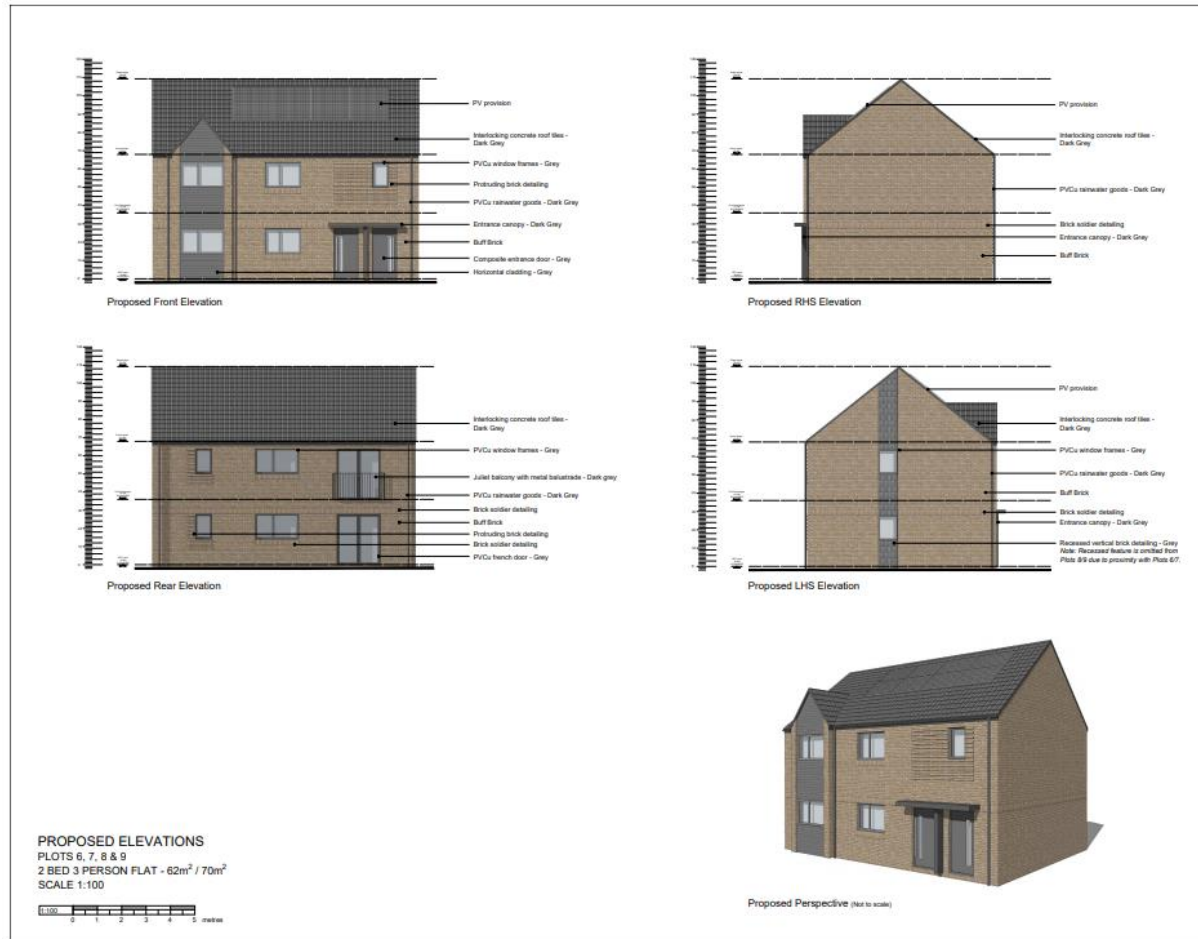 PV provision
Interlocking concrete roof tiles -
Dark Grey
PVCu window frames - Grey
Protruding brick detailing
PVCu rainwater goods - Dark Grey
Entrance canopy - Dark Grey
Buff Brick
Composite entrance door - Grey
Horizontal cladding - Grey
Proposed Front Elevation
PV provision
Interlocking concrete roof tiles -
Dark Grey
PVCu rainwater goods - Dark Grey
Brick soldier detailing
Entrance canopy - Dark Grey
Buff Brick
Proposed RHS Elevation
Interlocking concrete roof tiles -
Dark Grey
PVCu window frames - Grey
Juliet balcony with metal balustrade - Dark grey
PVCu rainwater goods - Dark Grey
Brick soldier detailing
Buff Brick
Protruding brick detailing
Brick soldier detailing
PVCu french door - Grey
Proposed Rear Elevation
PV provision
Interlocking concrete roof tiles -
Dark Grey
PVCu window frames - Grey
PVCu rainwater goods - Dark Grey
Buff Brick
Brick soldier detailing
Entrance canopy - Dark Grey
Recessed vertical brick detailing - Grey
Note: Recessed feature is omitted from
Plots 8/9 due to proximity with Plots 6/7.
Proposed LHS Elevation
PROPOSED ELEVATIONS
PLOTS 6, 7, 8 & 9
2 BED 3 PERSON FLAT - 62m² / 70m²
SCALE 1:100
1:100
0 1 2 3 4 5 metres
Proposed Perspective (Not to scale)